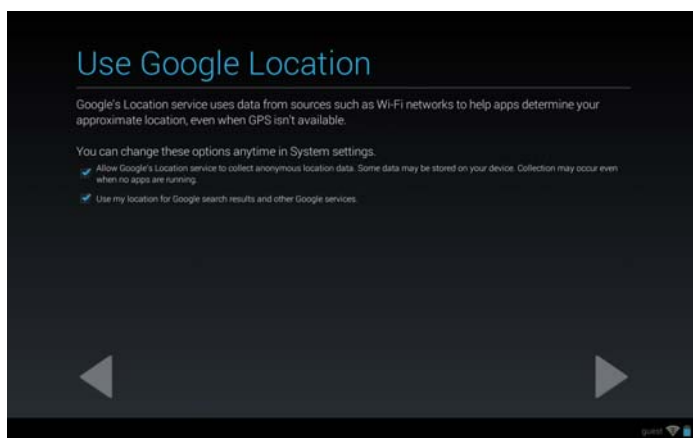 Use Google Location
Google's Location service uses data from sources such as Wi-Fi networks to help apps determine your
approximate location, even when GPS isn't available.
You can change these options anytime in System settings.
Allow Google's Location service to collect anonymous location data. Some data may be stored on your device. Collection may occur even
when no apps are running.
Use my location for Google search results and other Google services.
guest